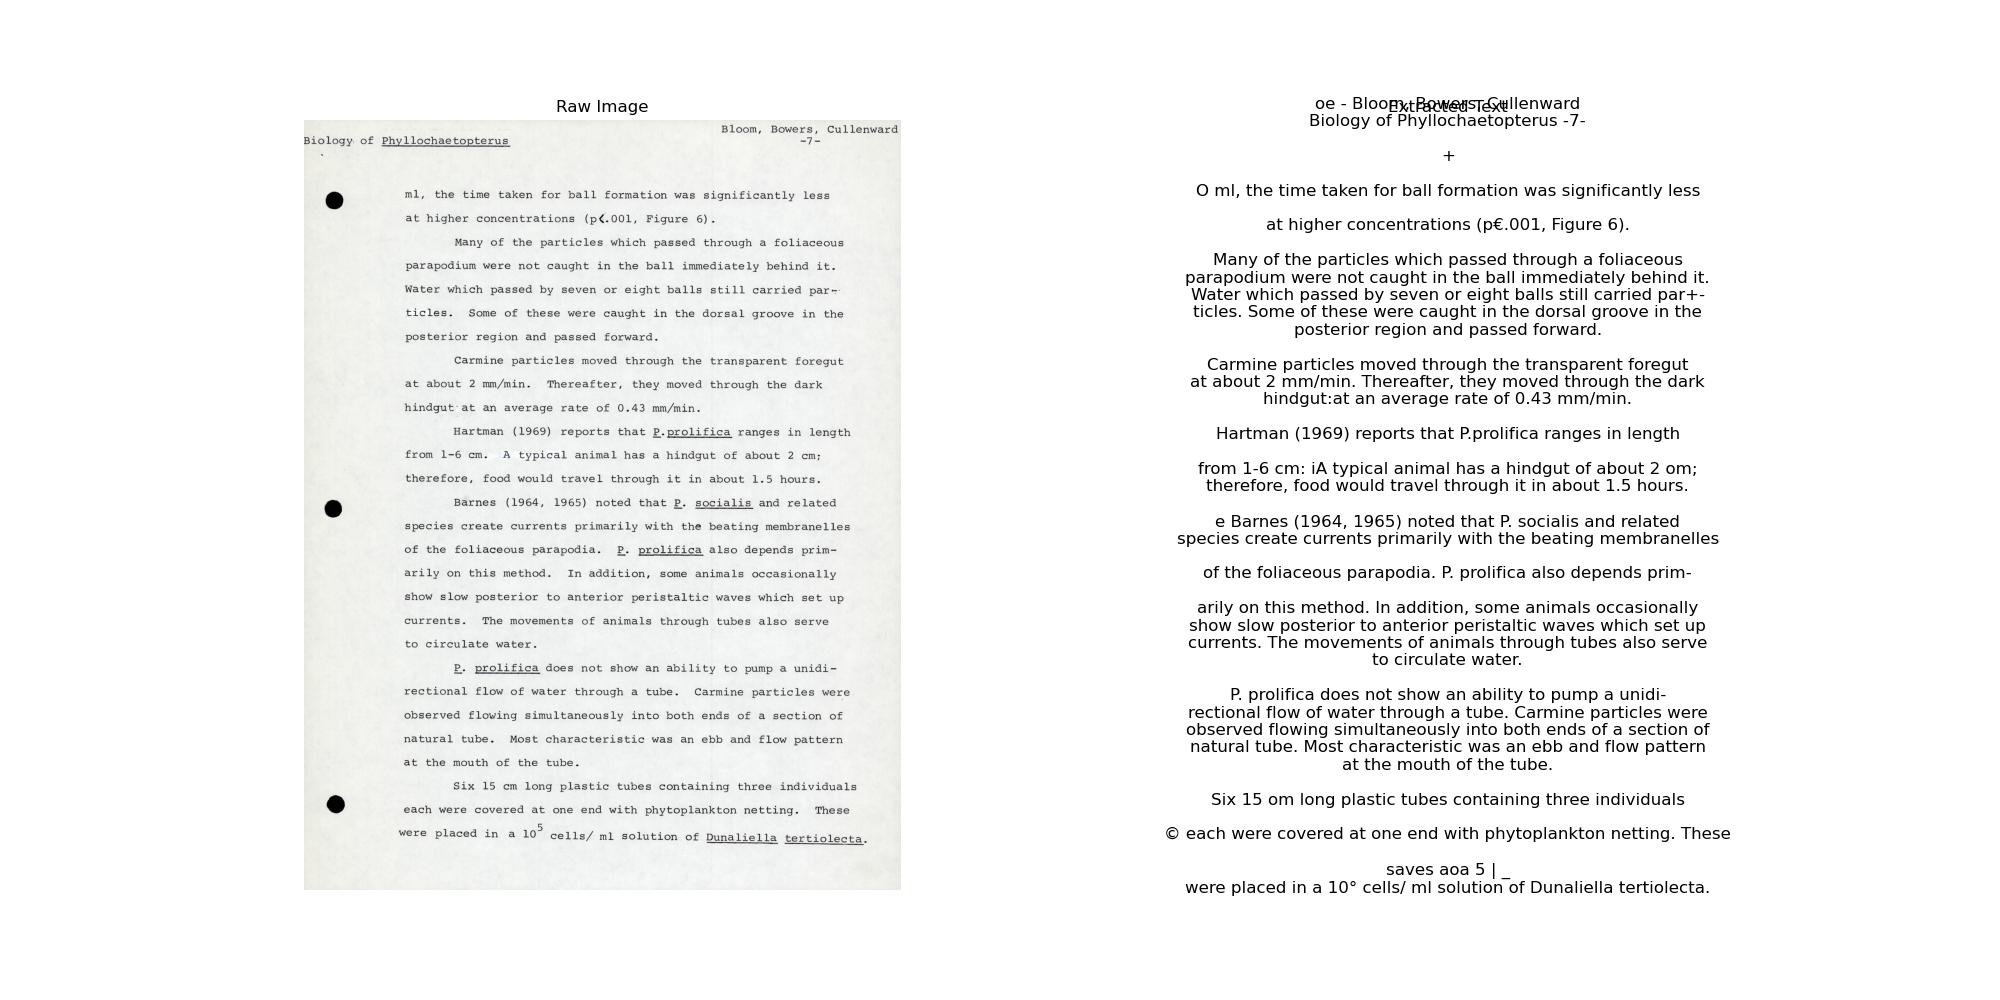 Raw Image
Bloom, Bowers, Cullenward
Biology of Phyllochaetopterus -7-
ml, the time taken for ball formation was significantly less
at higher concentrations (p<.001, Figure 6).
Many of the particles which passed through a foliaceous
parapodium were not caught in the ball immediately behind it.
Water which passed by seven or eight balls still carried par-
ticles. Some of these were caught in the dorsal groove in the
posterior region and passed forward.
Carmine particles moved through the transparent foregut
at about 2 mm/min. Thereafter, they moved through the dark
hindgut at an average rate of 0.43 mm/min.
Hartman (1969) reports that P.prolifica ranges in length
from 1-6 cm. A typical animal has a hindgut of about 2 cm;
therefore, food would travel through it in about 1.5 hours.
Barnes (1964, 1965) noted that P. socialis and related
species create currents primarily with the beating membranelles
of the foliaceous parapodia. P. prolifica also depends prim-
arily on this method. In addition, some animals occasionally
show slow posterior to anterior peristaltic waves which set up
currents. The movements of animals through tubes also serve
to circulate water.
P. prolifica does not show an ability to pump a unidi-
rectional flow of water through a tube. Carmine particles were
observed flowing simultaneously into both ends of a section of
natural tube. Most characteristic was an ebb and flow pattern
at the mouth of the tube.
Six 15 cm long plastic tubes containing three individuals
each were covered at one end with phytoplankton netting. These
were placed in a 10⁵ cells/ ml solution of Dunaliella tertiolecta.
Extracted Text
oe - Bloom, Bowers, Cullenward
Biology of Phyllochaetopterus -7-
+
O ml, the time taken for ball formation was significantly less
at higher concentrations (p€.001, Figure 6).
Many of the particles which passed through a foliaceous
parapodium were not caught in the ball immediately behind it.
Water which passed by seven or eight balls still carried par+-
ticles. Some of these were caught in the dorsal groove in the
posterior region and passed forward.
Carmine particles moved through the transparent foregut
at about 2 mm/min. Thereafter, they moved through the dark
hindgut:at an average rate of 0.43 mm/min.
Hartman (1969) reports that P.prolifica ranges in length
from 1-6 cm: iA typical animal has a hindgut of about 2 om;
therefore, food would travel through it in about 1.5 hours.
e Barnes (1964, 1965) noted that P. socialis and related
species create currents primarily with the beating membranelles
of the foliaceous parapodia. P. prolifica also depends prim-
arily on this method. In addition, some animals occasionally
show slow posterior to anterior peristaltic waves which set up
currents. The movements of animals through tubes also serve
to circulate water.
P. prolifica does not show an ability to pump a unidi-
rectional flow of water through a tube. Carmine particles were
observed flowing simultaneously into both ends of a section of
natural tube. Most characteristic was an ebb and flow pattern
at the mouth of the tube.
Six 15 om long plastic tubes containing three individuals
© each were covered at one end with phytoplankton netting. These
saves aoa 5 | _
were placed in a 10° cells/ ml solution of Dunaliella tertiolecta.